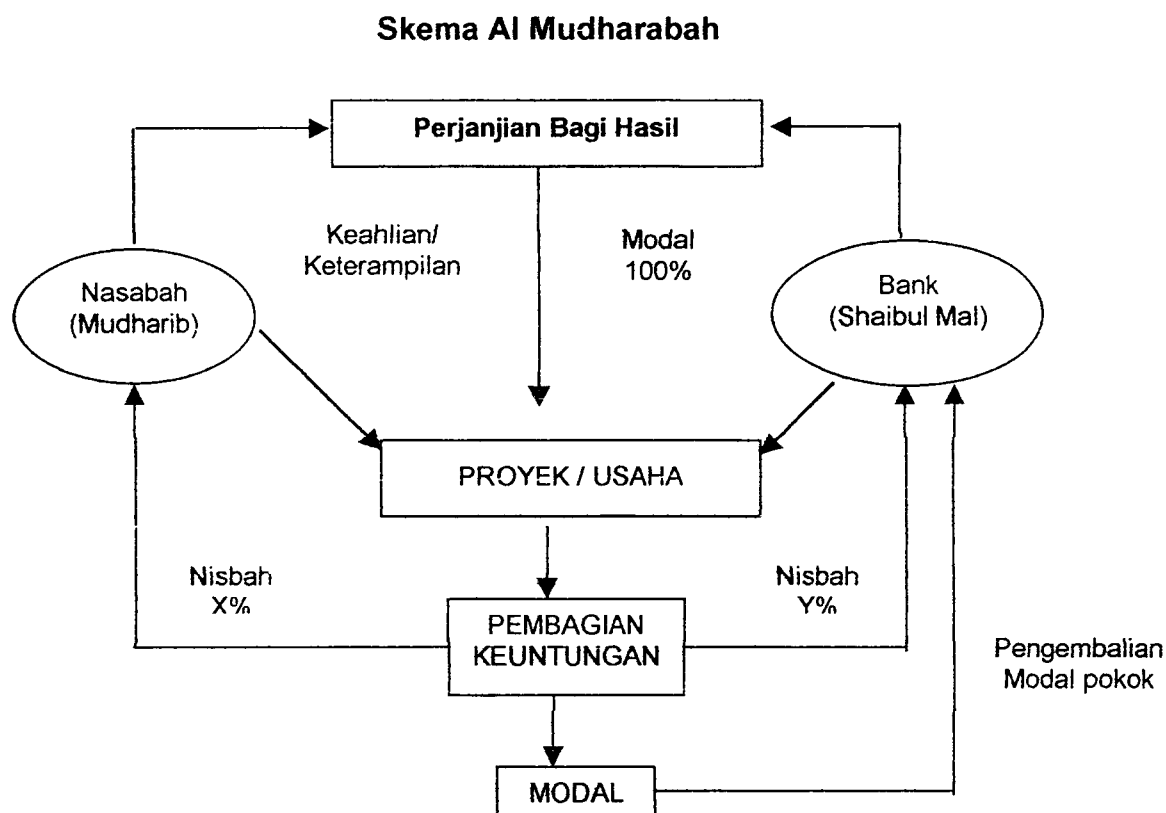 Skema Al Mudharabah
Perjanjian Bagi Hasil
Keahlian/
Keterampilan
Modal
100%
Nasabah
(Mudharib)
Bank
(Shaibul Mal)
PROYEK / USAHA
Nisbah
X%
Nisbah
Y%
PEMBAGIAN
KEUNTUNGAN
Pengembalian
Modal pokok
MODAL